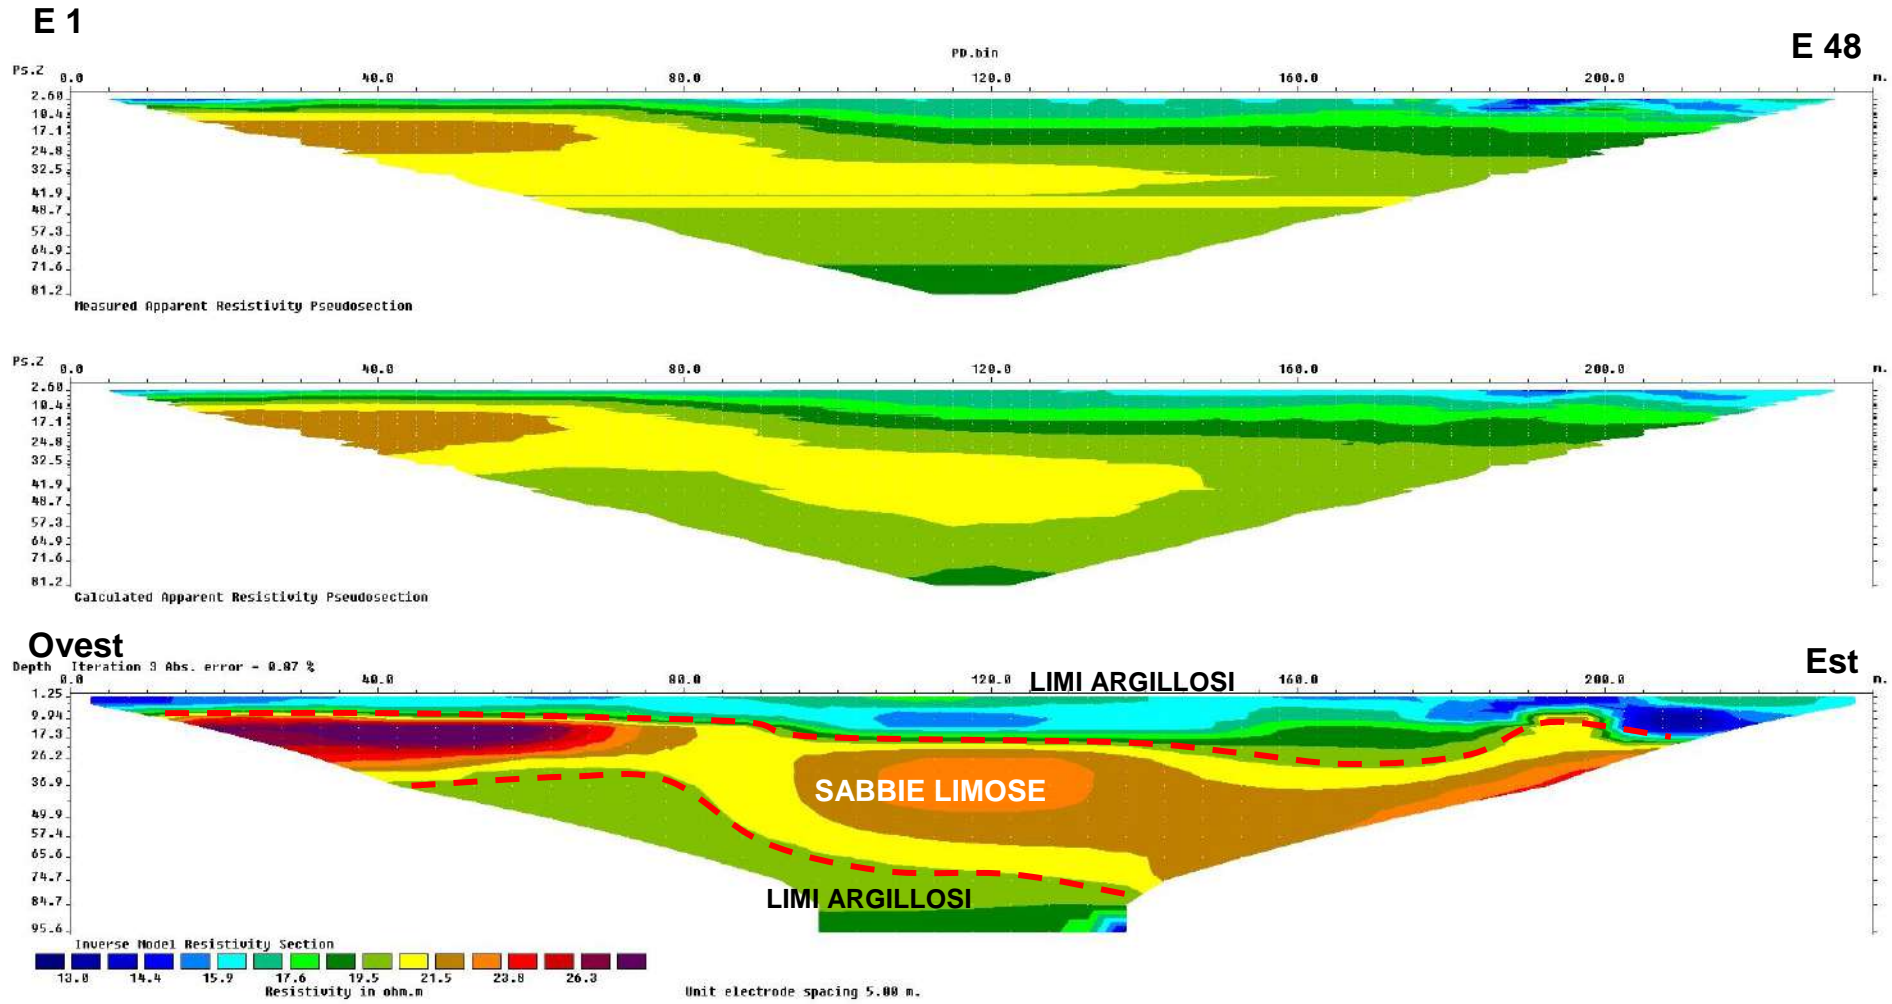 E 1
PD.bin
E 48
Ps.Z 0.0 40.0 80.0 120.0 160.0 200.0 m.
2.60
10.4
17.1
24.8
32.5
41.9
48.7
57.3
64.9
71.6
81.2
Measured Apparent Resistivity Pseudosection
Ps.Z 0.0 40.0 80.0 120.0 160.0 200.0 m.
2.60
10.4
17.1
24.8
32.5
41.9
48.7
57.3
64.9
71.6
81.2
Calculated Apparent Resistivity Pseudosection
Ovest
Est
Depth Iteration 3 Abs. error = 0.87 %
0.0 40.0 80.0 120.0 160.0 200.0 m.
LIMI ARGILLOSI
1.25
9.94
17.3
26.2
36.9
49.9
57.4
65.6
74.7
84.7
95.6
SABBIE LIMOSE
LIMI ARGILLOSI
Inverse Model Resistivity Section
13.0 14.4 15.9 17.6 19.5 21.5 23.8 26.3
Resistivity in ohm.m
Unit electrode spacing 5.00 m.